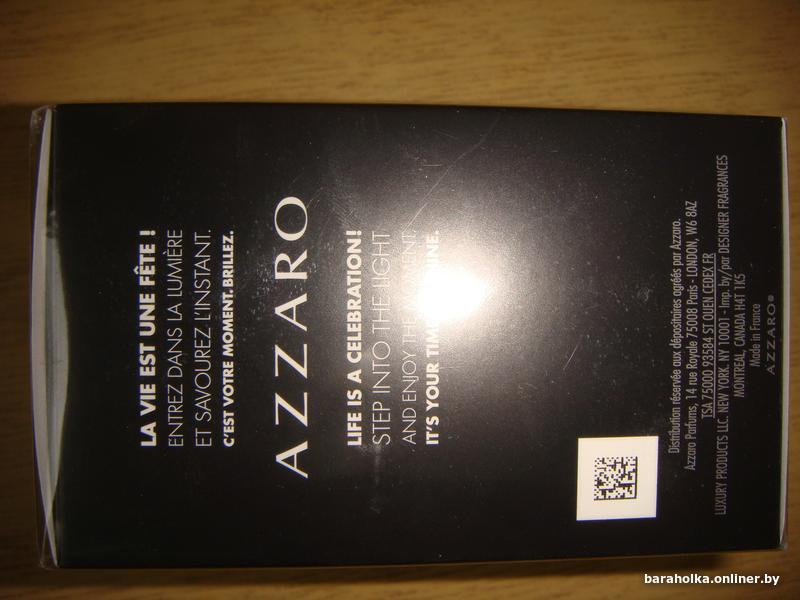 LA VIE EST UNE FÊTE !
ENTREZ DANS LA LUMIÈRE
ET SAVOUREZ L'INSTANT.
C'EST VOTRE MOMENT. BRILLEZ.
AZZARO
LIFE IS A CELEBRATION!
STEP INTO THE LIGHT
AND ENJOY THE MOMENT.
IT'S YOUR TIME
Distribution réservée aux dépositaires agréés par Azzaro.
Azzaro Parfums, 14 rue Royale 75008 Paris - LONDON, W6 8AZ
TSA 75000 93584 ST OUEN CEDEX FR
LUXURY PRODUCTS LLC. NEW YORK. NY 10001 - Imp. by/par DESIGNER FRAGRANCES
MONTREAL, CANADA H4T 1K5
Made in France
AZZARO®
baraholka.onliner.by